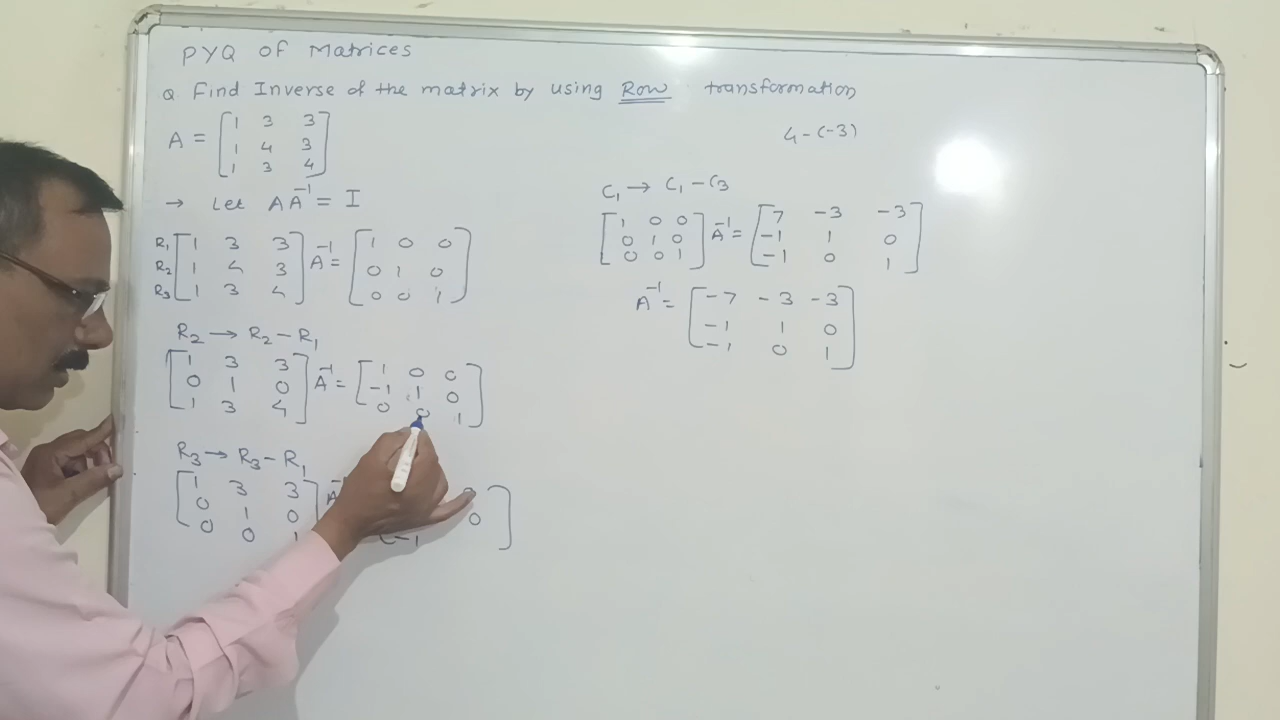 PYQ of Matrices
Q Find Inverse of the matrix by using Row transformation
A = [ 1 3 3
1 4 3
1 3 4 ]
→ Let AA⁻¹ = I
R₁ [ 1 3 3 ] A⁻¹ = [ 1 0 0 ]
R₂ [ 1 4 3 ] [ 0 1 0 ]
R₃ [ 1 3 4 ] [ 0 0 1 ]
R₂ → R₂ - R₁
[ 1 3 3 ] A⁻¹ = [ 1 0 0 ]
[ 0 1 0 ] [ -1 1 0 ]
[ 1 3 4 ] [ 0 0 1 ]
R₃ → R₃ - R₁
[ 1 3 3 ] A⁻¹
[ 0 1 0 ] 0 ]
[ 0 0 1 [ -1 ]
4-(-3)
C₁ → C₁ - C₃
[ 1 0 0 ] A⁻¹ = [ 7 -3 -3 ]
[ 0 1 0 ] [ -1 1 0 ]
[ 0 0 1 ] [ -1 0 1 ]
A⁻¹ = [ -7 -3 -3 ]
[ -1 1 0 ]
[ -1 0 1 ]